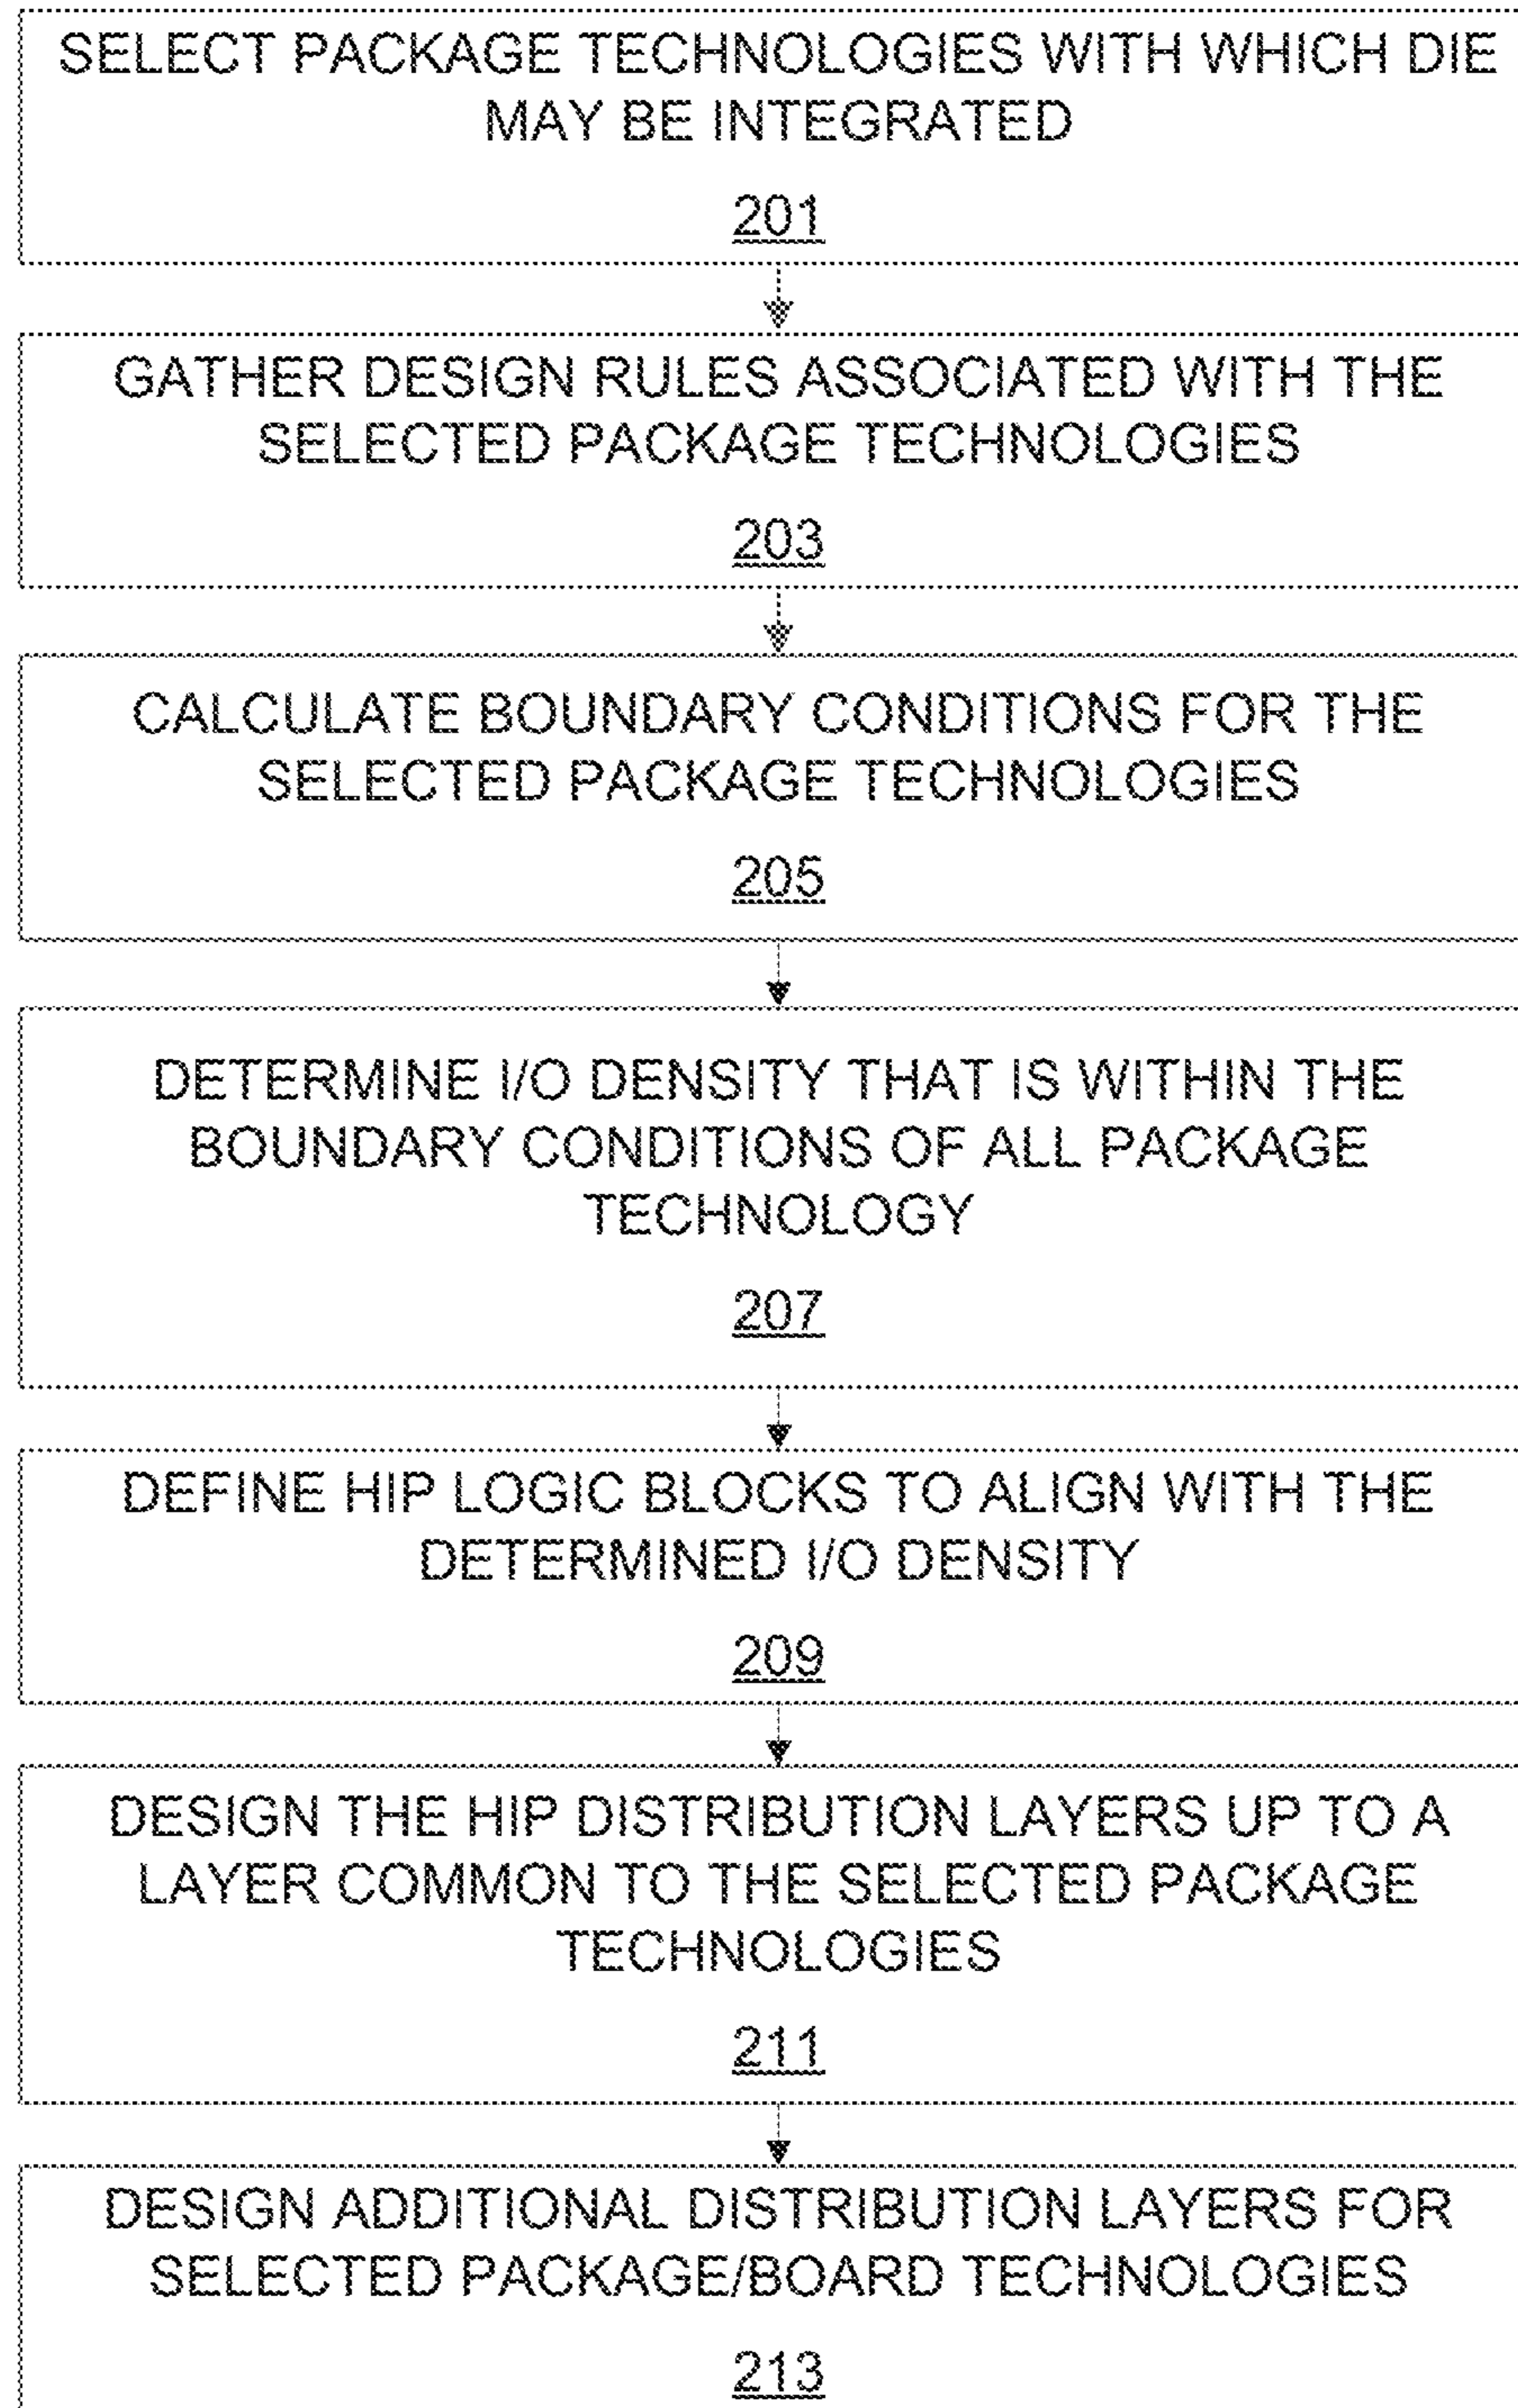 SELECT PACKAGE TECHNOLOGIES WITH WHICH DIE
MAY BE INTEGRATED
201
GATHER DESIGN RULES ASSOCIATED WITH THE
SELECTED PACKAGE TECHNOLOGIES
203
CALCULATE BOUNDARY CONDITIONS FOR THE
SELECTED PACKAGE TECHNOLOGIES
205
DETERMINE I/O DENSITY THAT IS WITHIN THE
BOUNDARY CONDITIONS OF ALL PACKAGE
TECHNOLOGY
207
DEFINE HIP LOGIC BLOCKS TO ALIGN WITH THE
DETERMINED I/O DENSITY
209
DESIGN THE HIP DISTRIBUTION LAYERS UP TO A
LAYER COMMON TO THE SELECTED PACKAGE
TECHNOLOGIES
211
DESIGN ADDITIONAL DISTRIBUTION LAYERS FOR
SELECTED PACKAGE/BOARD TECHNOLOGIES
213